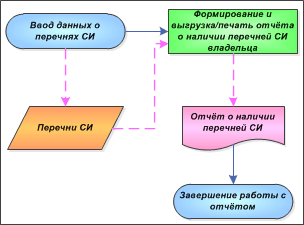 Ввод данных о
перечнях СИ
Формирование и
выгрузка/печать отчёта
о наличии перечней СИ
владельца
Перечни СИ
Отчёт о наличии
перечней СИ
Завершение работы с
отчётом